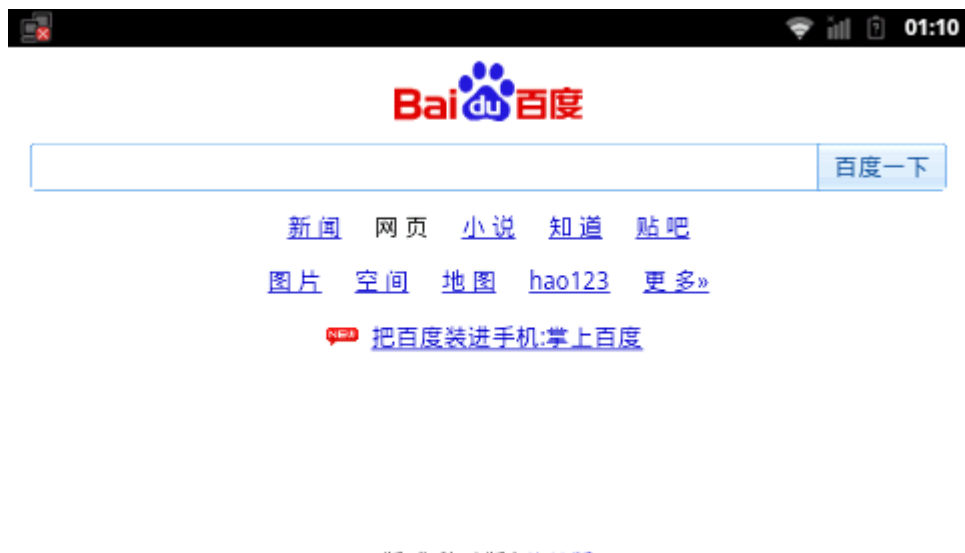 01:10
Bai du 百度
百度一下
新闻 网页 小说 知道 贴吧
图片 空间 地图 hao123 更多»
NEW 把百度装进手机:掌上百度